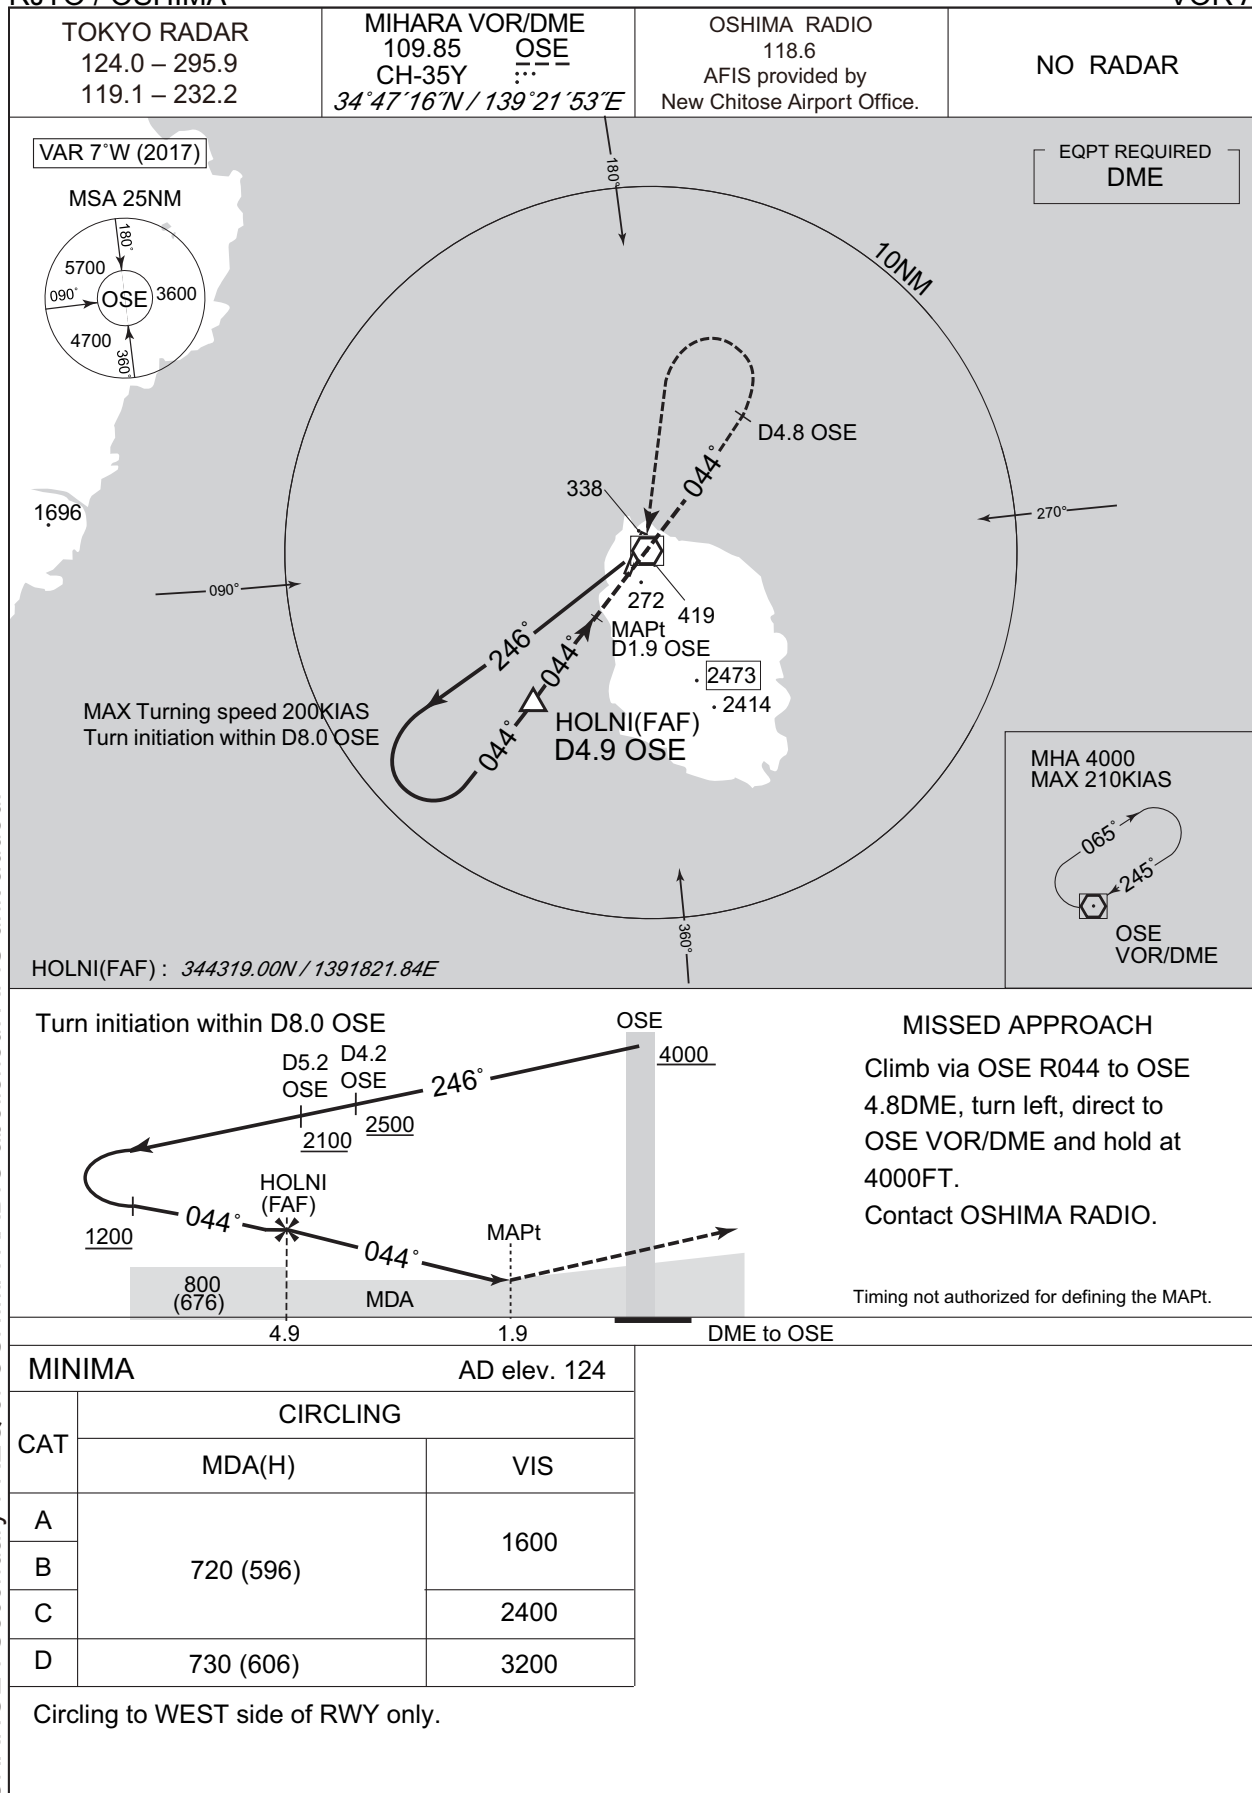 RJTO / OSHIMA
VOR A
TOKYO RADAR
124.0 – 295.9
119.1 – 232.2
MIHARA VOR/DME
109.85 OSE
CH-35Y
34°47´16˝N / 139°21´53˝E
OSHIMA RADIO
118.6
AFIS provided by
New Chitose Airport Office.
NO RADAR
VAR 7°W (2017)
MSA 25NM
180°
5700
090°
OSE
3600
4700
360°
180°
EQPT REQUIRED
DME
10NM
D4.8 OSE
044°
338
1696
270°
090°
272
419
MAPt
D1.9 OSE
246°
044°
2473
2414
MAX Turning speed 200KIAS
Turn initiation within D8.0 OSE
HOLNI(FAF)
D4.9 OSE
044°
MHA 4000
MAX 210KIAS
065°
245°
OSE
VOR/DME
360°
HOLNI(FAF) : 344319.00N / 1391821.84E
Turn initiation within D8.0 OSE
OSE
4000
D5.2
OSE
D4.2
OSE
246°
2500
2100
HOLNI
(FAF)
1200
044°
044°
MAPt
800
(676)
MDA
4.9
1.9
DME to OSE
MISSED APPROACH
Climb via OSE R044 to OSE
4.8DME, turn left, direct to
OSE VOR/DME and hold at
4000FT.
Contact OSHIMA RADIO.
Timing not authorized for defining the MAPt.
MINIMA
AD elev. 124
CAT
CIRCLING
MDA(H)
VIS
A
B
C
D
720 (596)
1600
2400
730 (606)
3200
Circling to WEST side of RWY only.